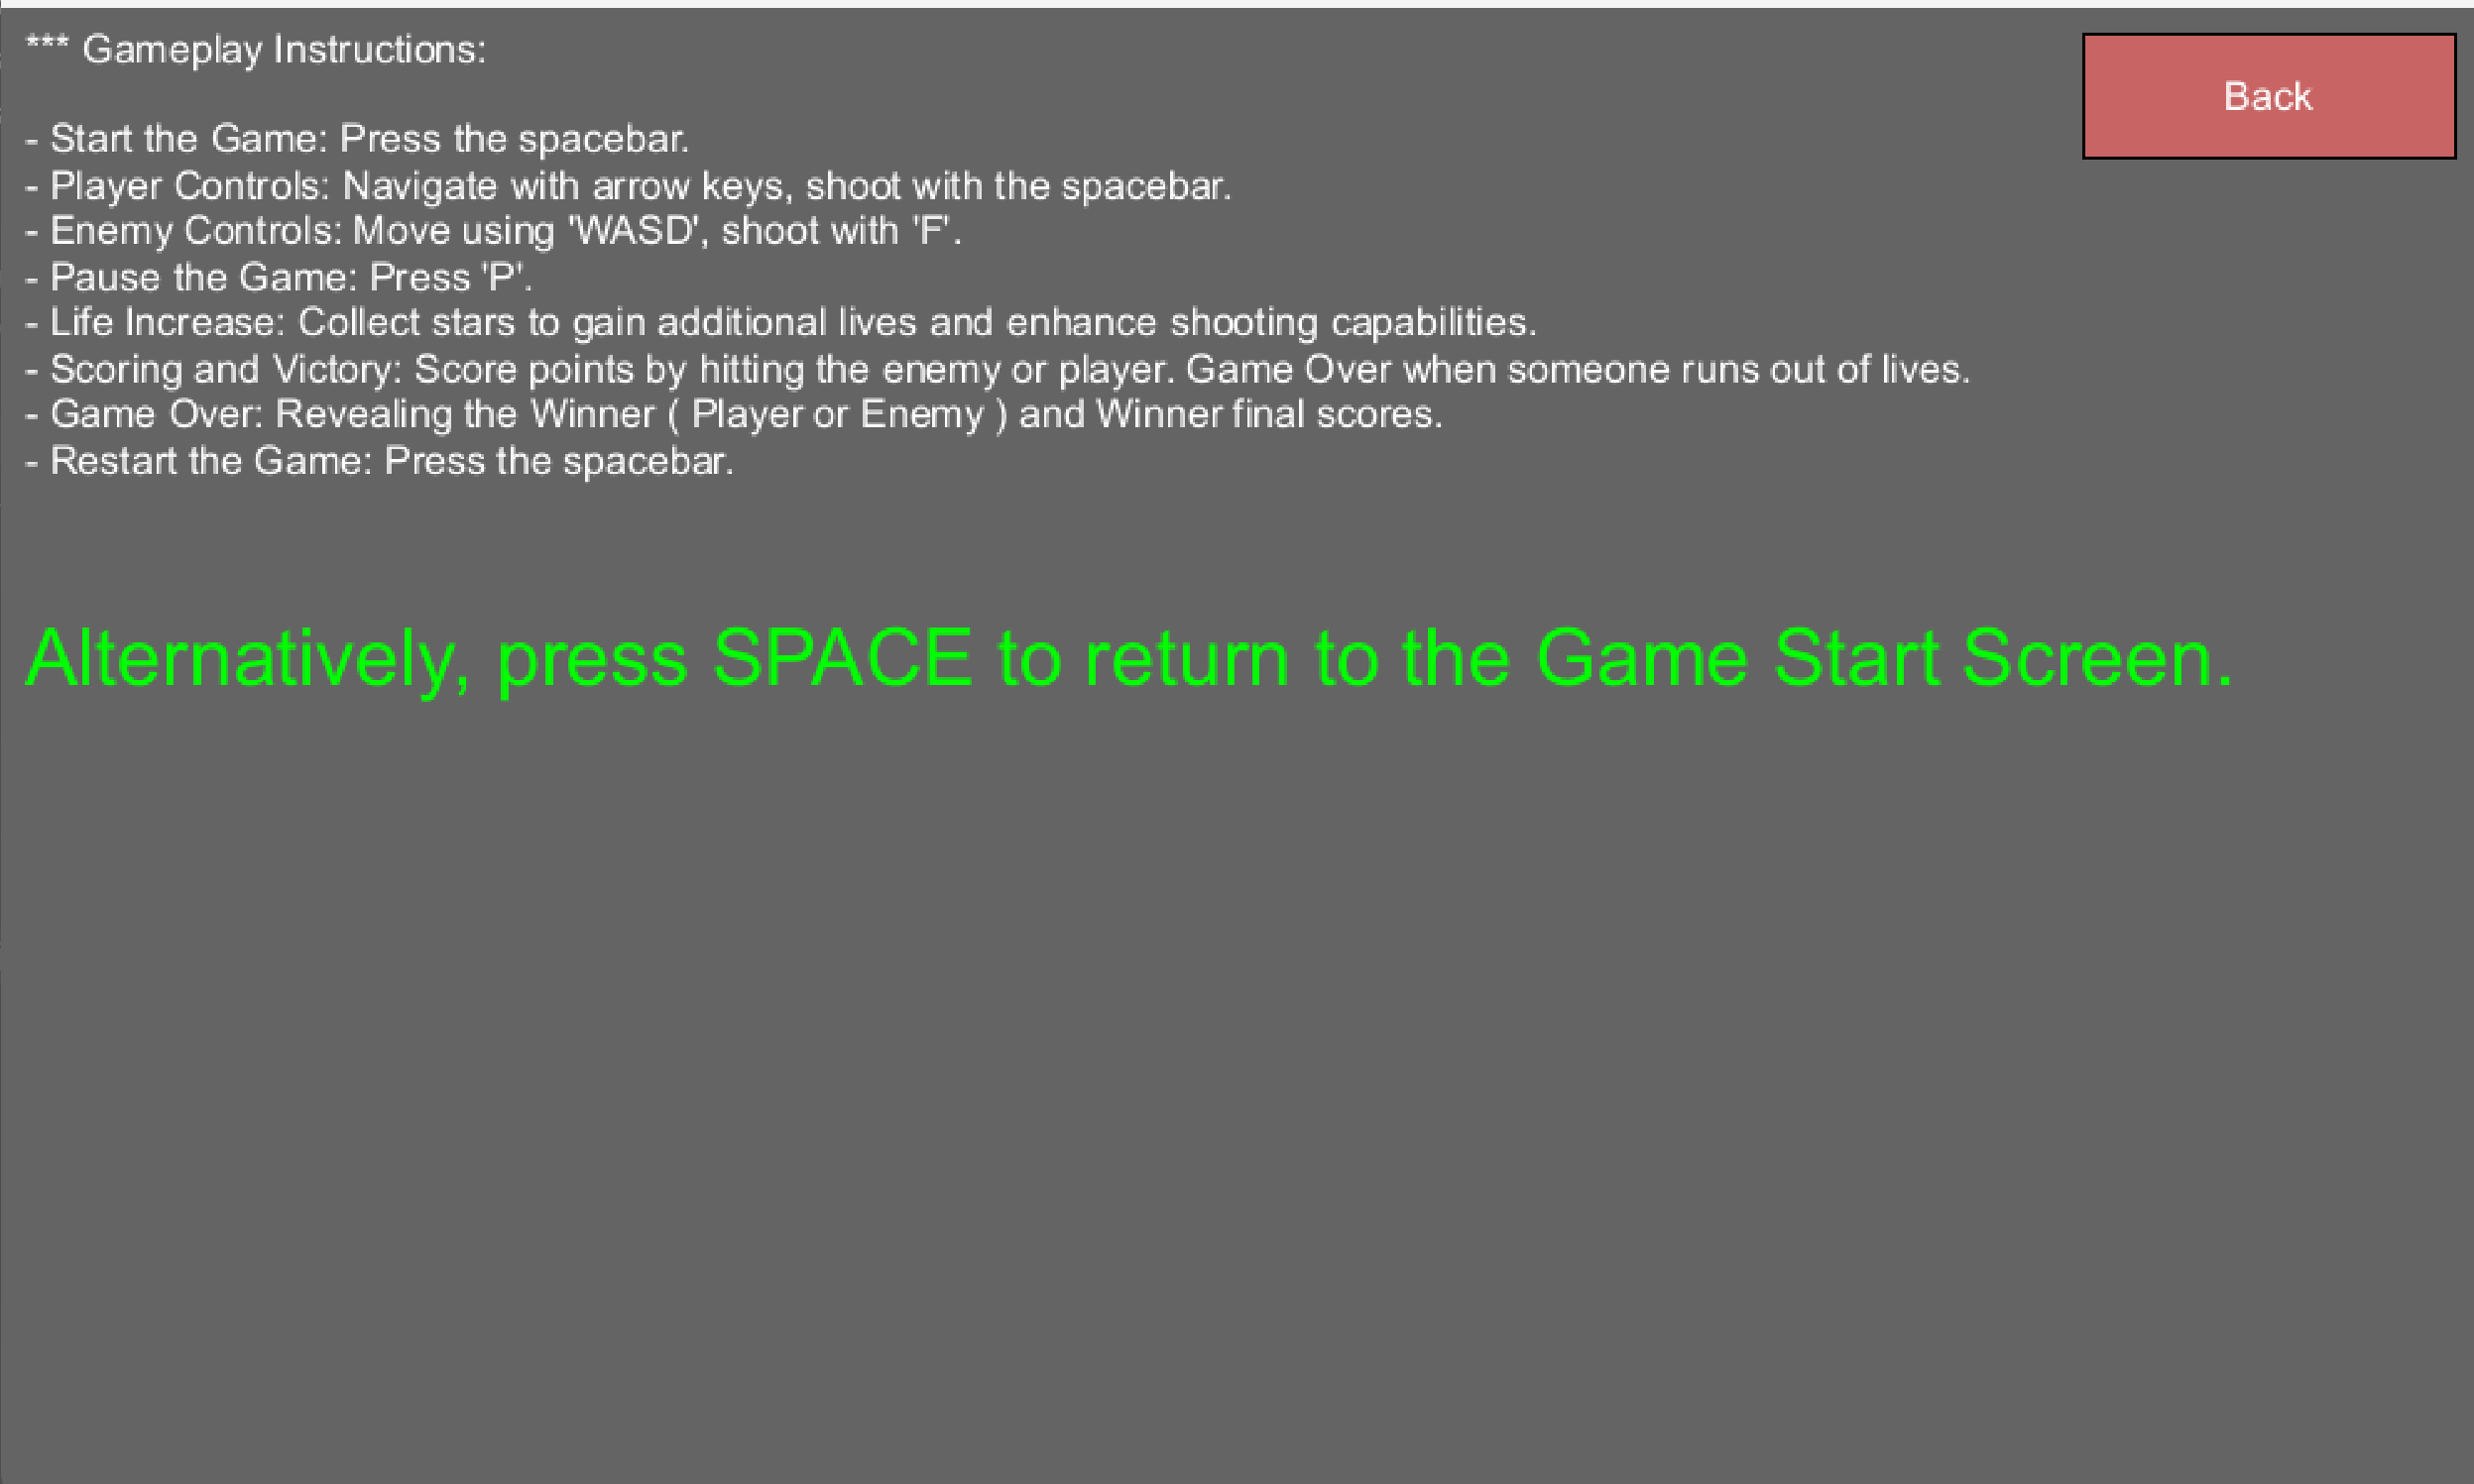 *** Gameplay Instructions:
Back
- Start the Game: Press the spacebar.
- Player Controls: Navigate with arrow keys, shoot with the spacebar.
- Enemy Controls: Move using 'WASD', shoot with 'F'.
- Pause the Game: Press 'P'.
- Life Increase: Collect stars to gain additional lives and enhance shooting capabilities.
- Scoring and Victory: Score points by hitting the enemy or player. Game Over when someone runs out of lives.
- Game Over: Revealing the Winner ( Player or Enemy ) and Winner final scores.
- Restart the Game: Press the spacebar.
Alternatively, press SPACE to return to the Game Start Screen.